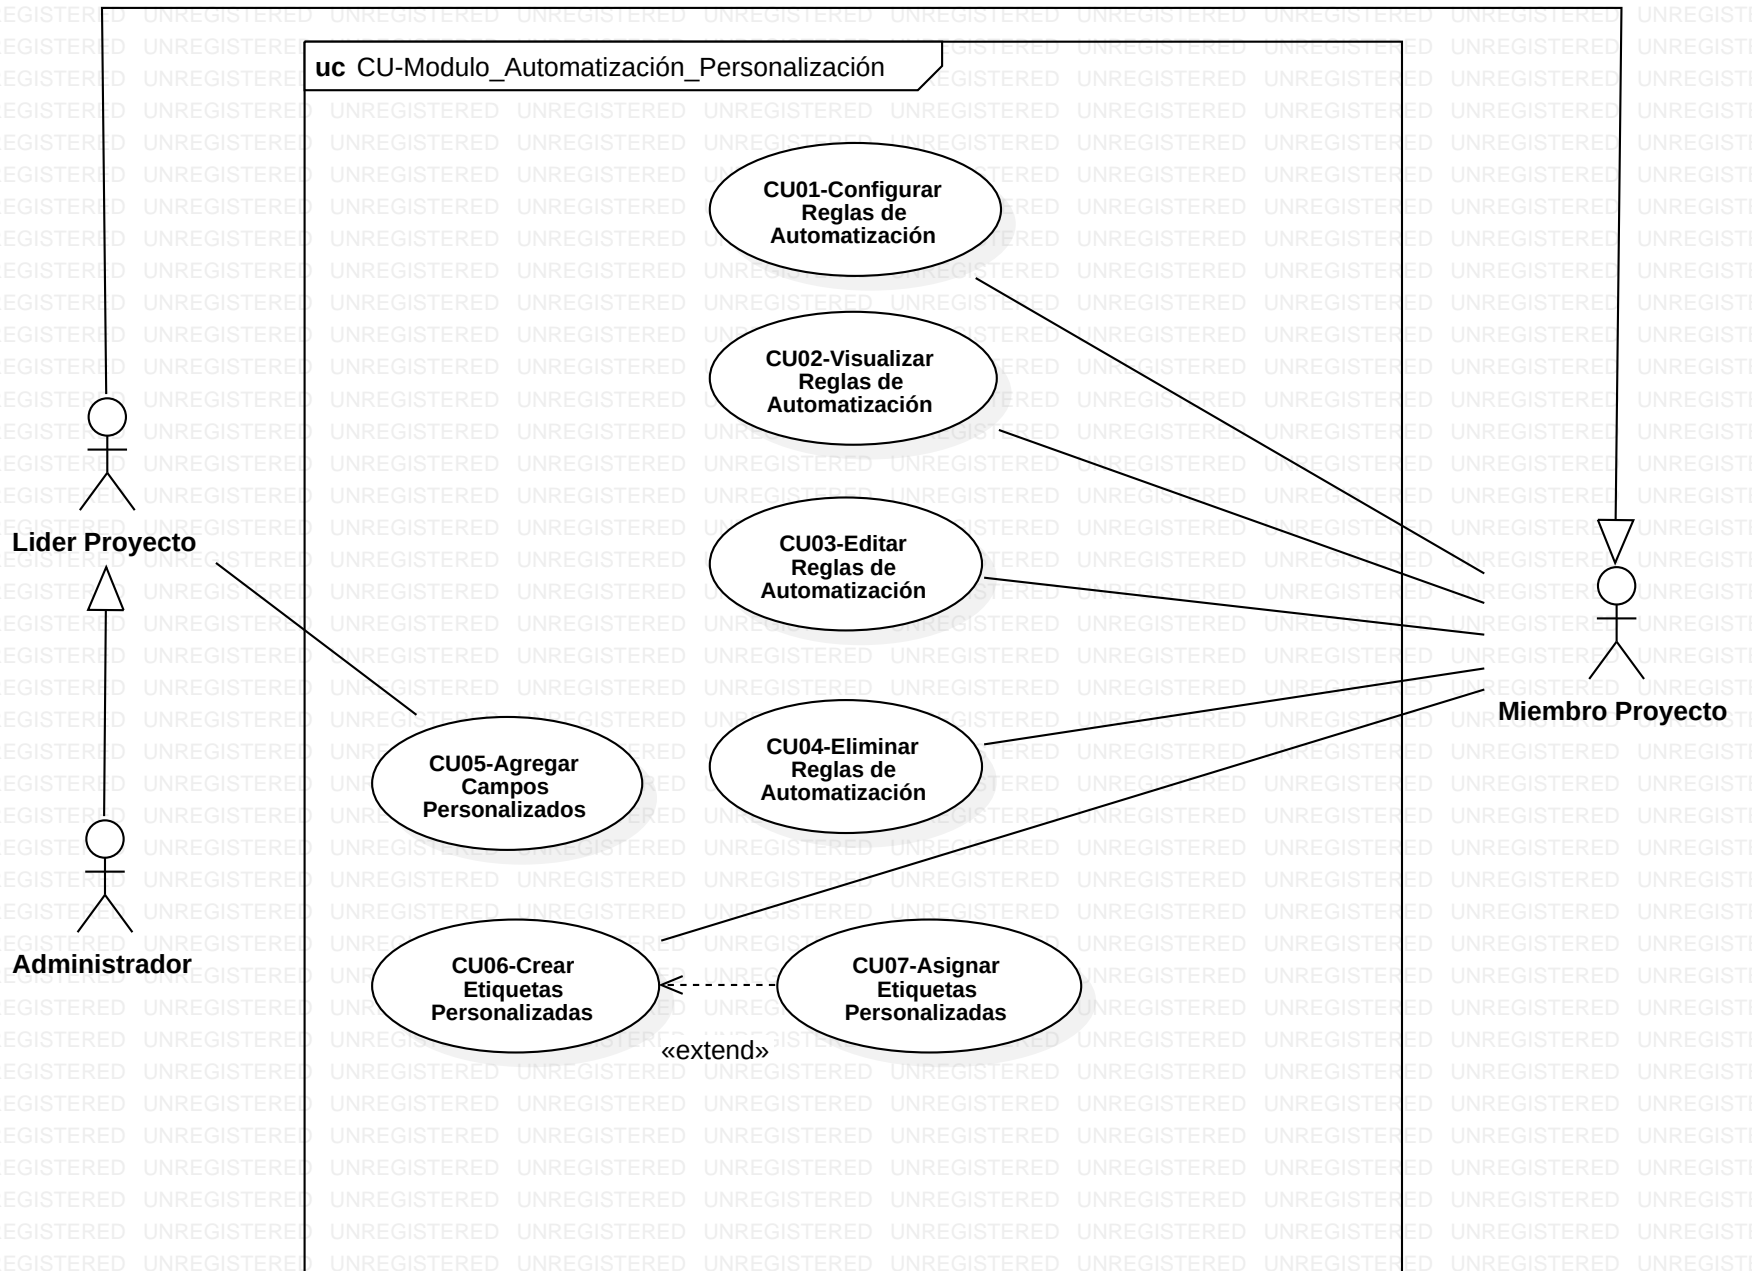 uc CU-Modulo_Automatización_Personalización
CU01-Configurar
Reglas de
Automatización
CU02-Visualizar
Reglas de
Automatización
Lider Proyecto
CU03-Editar
Reglas de
Automatización
Miembro Proyecto
CU04-Eliminar
Reglas de
Automatización
CU05-Agregar
Campos
Personalizados
Administrador
CU06-Crear
Etiquetas
Personalizadas
CU07-Asignar
Etiquetas
Personalizadas
«extend»
UNREGISTERED